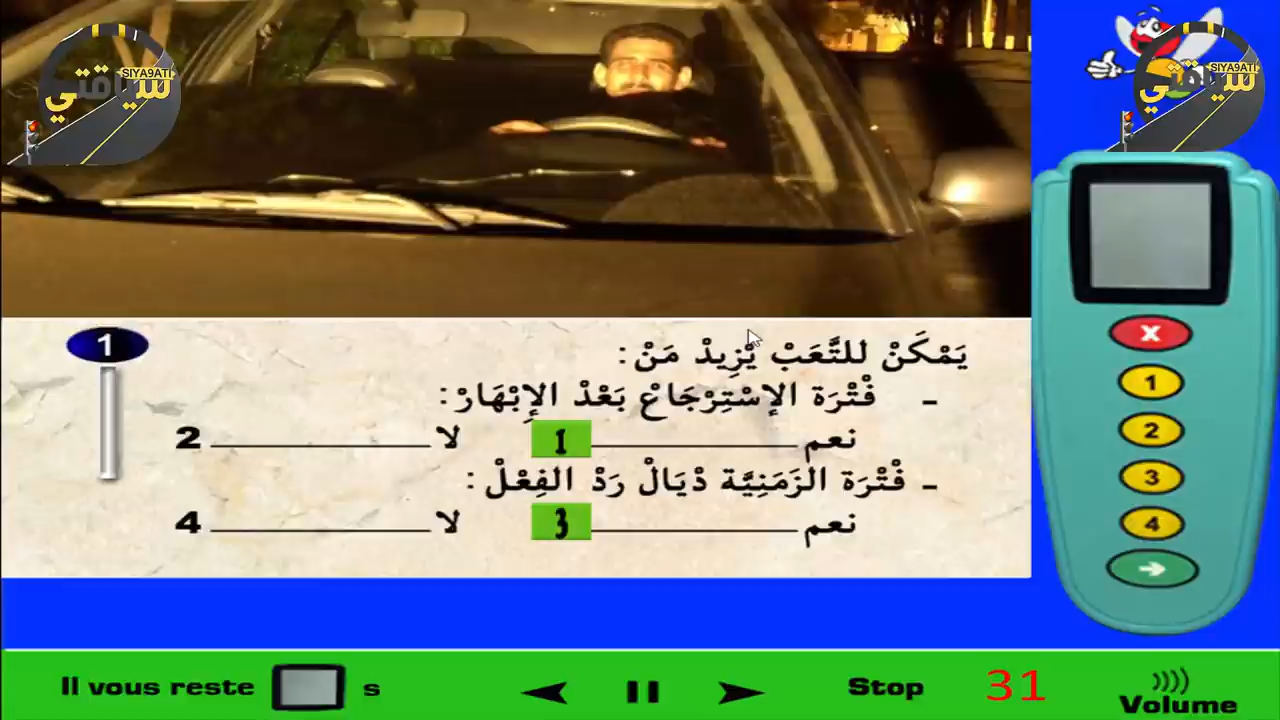 سياقتي
SIYA9ATI
سياقتي
SIYA9ATI
1
يَمْكَنْ للتَّعَبْ يْزِيدْ مَنْ :
- فْتْرَة الإسْتِرْجَاعْ بَعْدْ الإِبْهَارْ :
نعم 1 لا 2
- فْتْرَة الزَمَنِيَّة دْيَالْ رَدْ الفِعْلْ :
نعم 3 لا 4
X
1
2
3
4
Il vous reste s
Stop
31
Volume